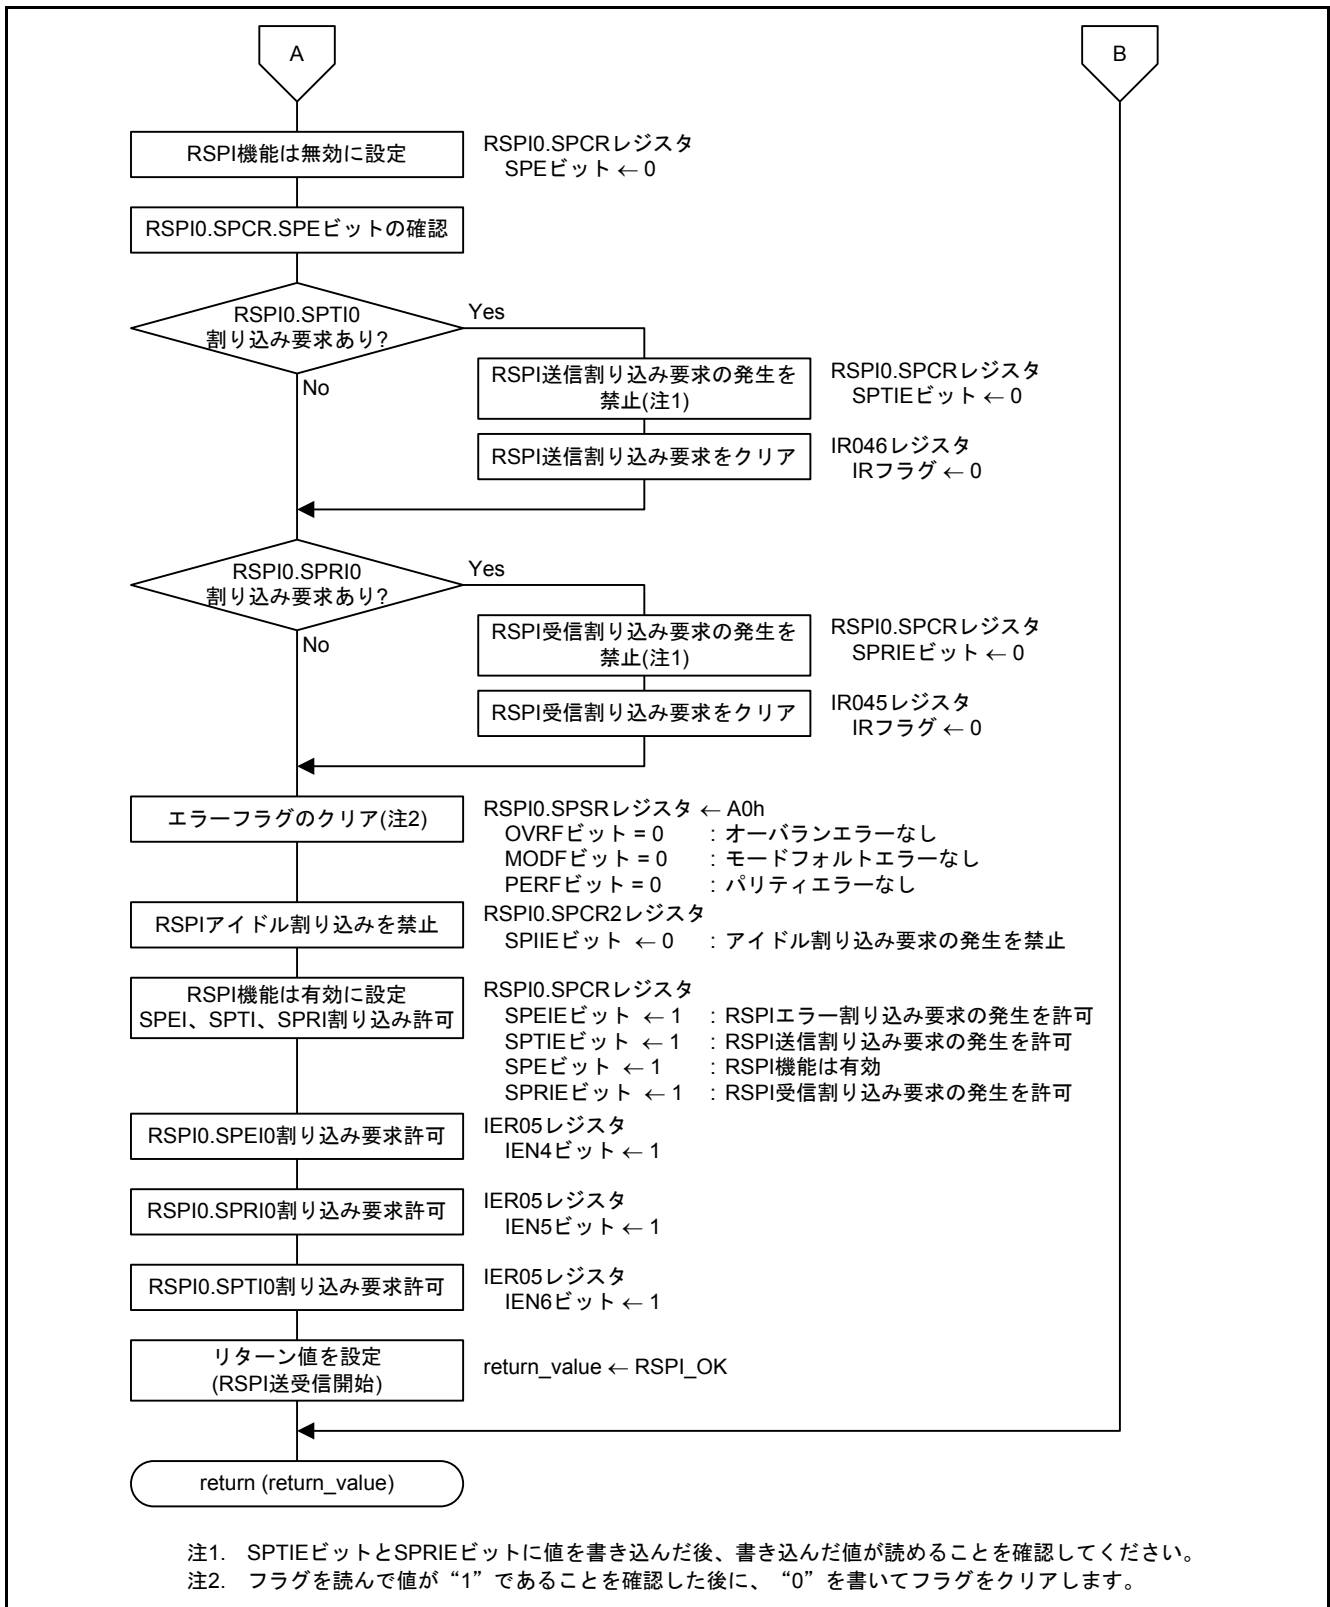 A
B
RSPI機能は無効に設定
RSPI0.SPCRレジスタ
SPEビット ← 0
RSPI0.SPCR.SPEビットの確認
RSPI0.SPTI0
割り込み要求あり?
Yes
No
RSPI送信割り込み要求の発生を
禁止(注1)
RSPI0.SPCRレジスタ
SPTIEビット ← 0
RSPI送信割り込み要求をクリア
IR046レジスタ
IRフラグ ← 0
RSPI0.SPRI0
割り込み要求あり?
Yes
No
RSPI受信割り込み要求の発生を
禁止(注1)
RSPI0.SPCRレジスタ
SPRIEビット ← 0
RSPI受信割り込み要求をクリア
IR045レジスタ
IRフラグ ← 0
エラーフラグのクリア(注2)
RSPI0.SPSRレジスタ ← A0h
OVRFビット = 0 : オーバランエラーなし
MODFビット = 0 : モードフォルトエラーなし
PERFビット = 0 : パリティエラーなし
RSPIアイドル割り込みを禁止
RSPI0.SPCR2レジスタ
SPIIEビット ← 0 : アイドル割り込み要求の発生を禁止
RSPI機能は有効に設定
SPEI、SPTI、SPRI割り込み許可
RSPI0.SPCRレジスタ
SPEIEビット ← 1 : RSPIエラー割り込み要求の発生を許可
SPTIEビット ← 1 : RSPI送信割り込み要求の発生を許可
SPEビット ← 1 : RSPI機能は有効
SPRIEビット ← 1 : RSPI受信割り込み要求の発生を許可
RSPI0.SPEI0割り込み要求許可
IER05レジスタ
IEN4ビット ← 1
RSPI0.SPRI0割り込み要求許可
IER05レジスタ
IEN5ビット ← 1
RSPI0.SPTI0割り込み要求許可
IER05レジスタ
IEN6ビット ← 1
リターン値を設定
(RSPI送受信開始)
return_value ← RSPI_OK
return (return_value)
注1. SPTIEビットとSPRIEビットに値を書き込んだ後、書き込んだ値が読めることを確認してください。
注2. フラグを読んで値が“1”であることを確認した後に、“0”を書いてフラグをクリアします。